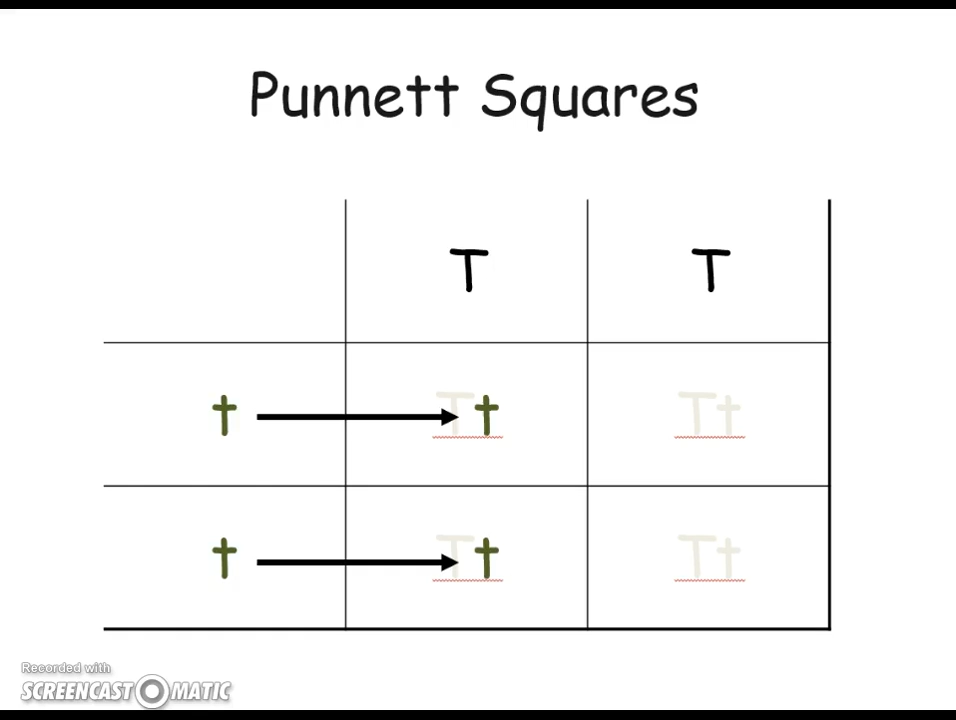 Punnett Squares
T T
t Tt Tt
t Tt Tt
Recorded with
SCREENCAST-O-MATIC